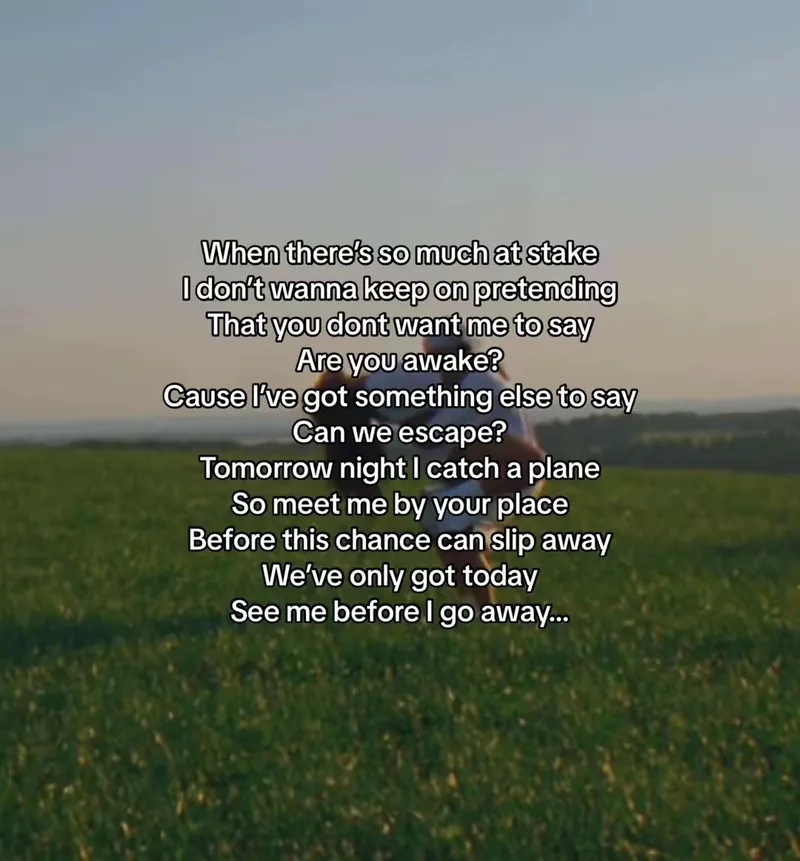 When there's so much at stake
I don't wanna keep on pretending
That you dont want me to say
Are you awake?
Cause I've got something else to say
Can we escape?
Tomorrow night I catch a plane
So meet me by your place
Before this chance can slip away
We've only got today
See me before I go away...